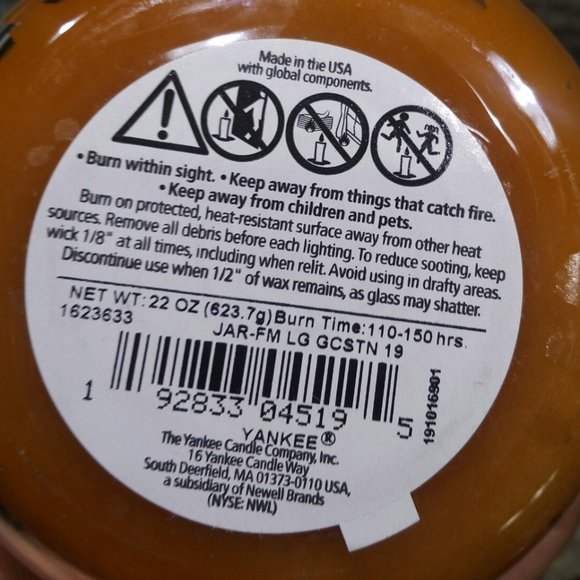 Made in the USA
with global components.
• Burn within sight. • Keep away from things that catch fire.
• Keep away from children and pets.
Burn on protected, heat-resistant surface away from other heat
sources. Remove all debris before each lighting. To reduce sooting, keep
wick 1/8" at all times, including when relit. Avoid using in drafty areas.
Discontinue use when 1/2" of wax remains, as glass may shatter.
NET WT: 22 OZ (623.7g) Burn Time: 110-150 hrs.
1623633
JAR-FM LG GCSTN 19
1 92833 04519 5
191016S01
YANKEE®
The Yankee Candle Company, Inc.
16 Yankee Candle Way
South Deerfield, MA 01373-0110 USA,
a subsidiary of Newell Brands
(NYSE: NWL)